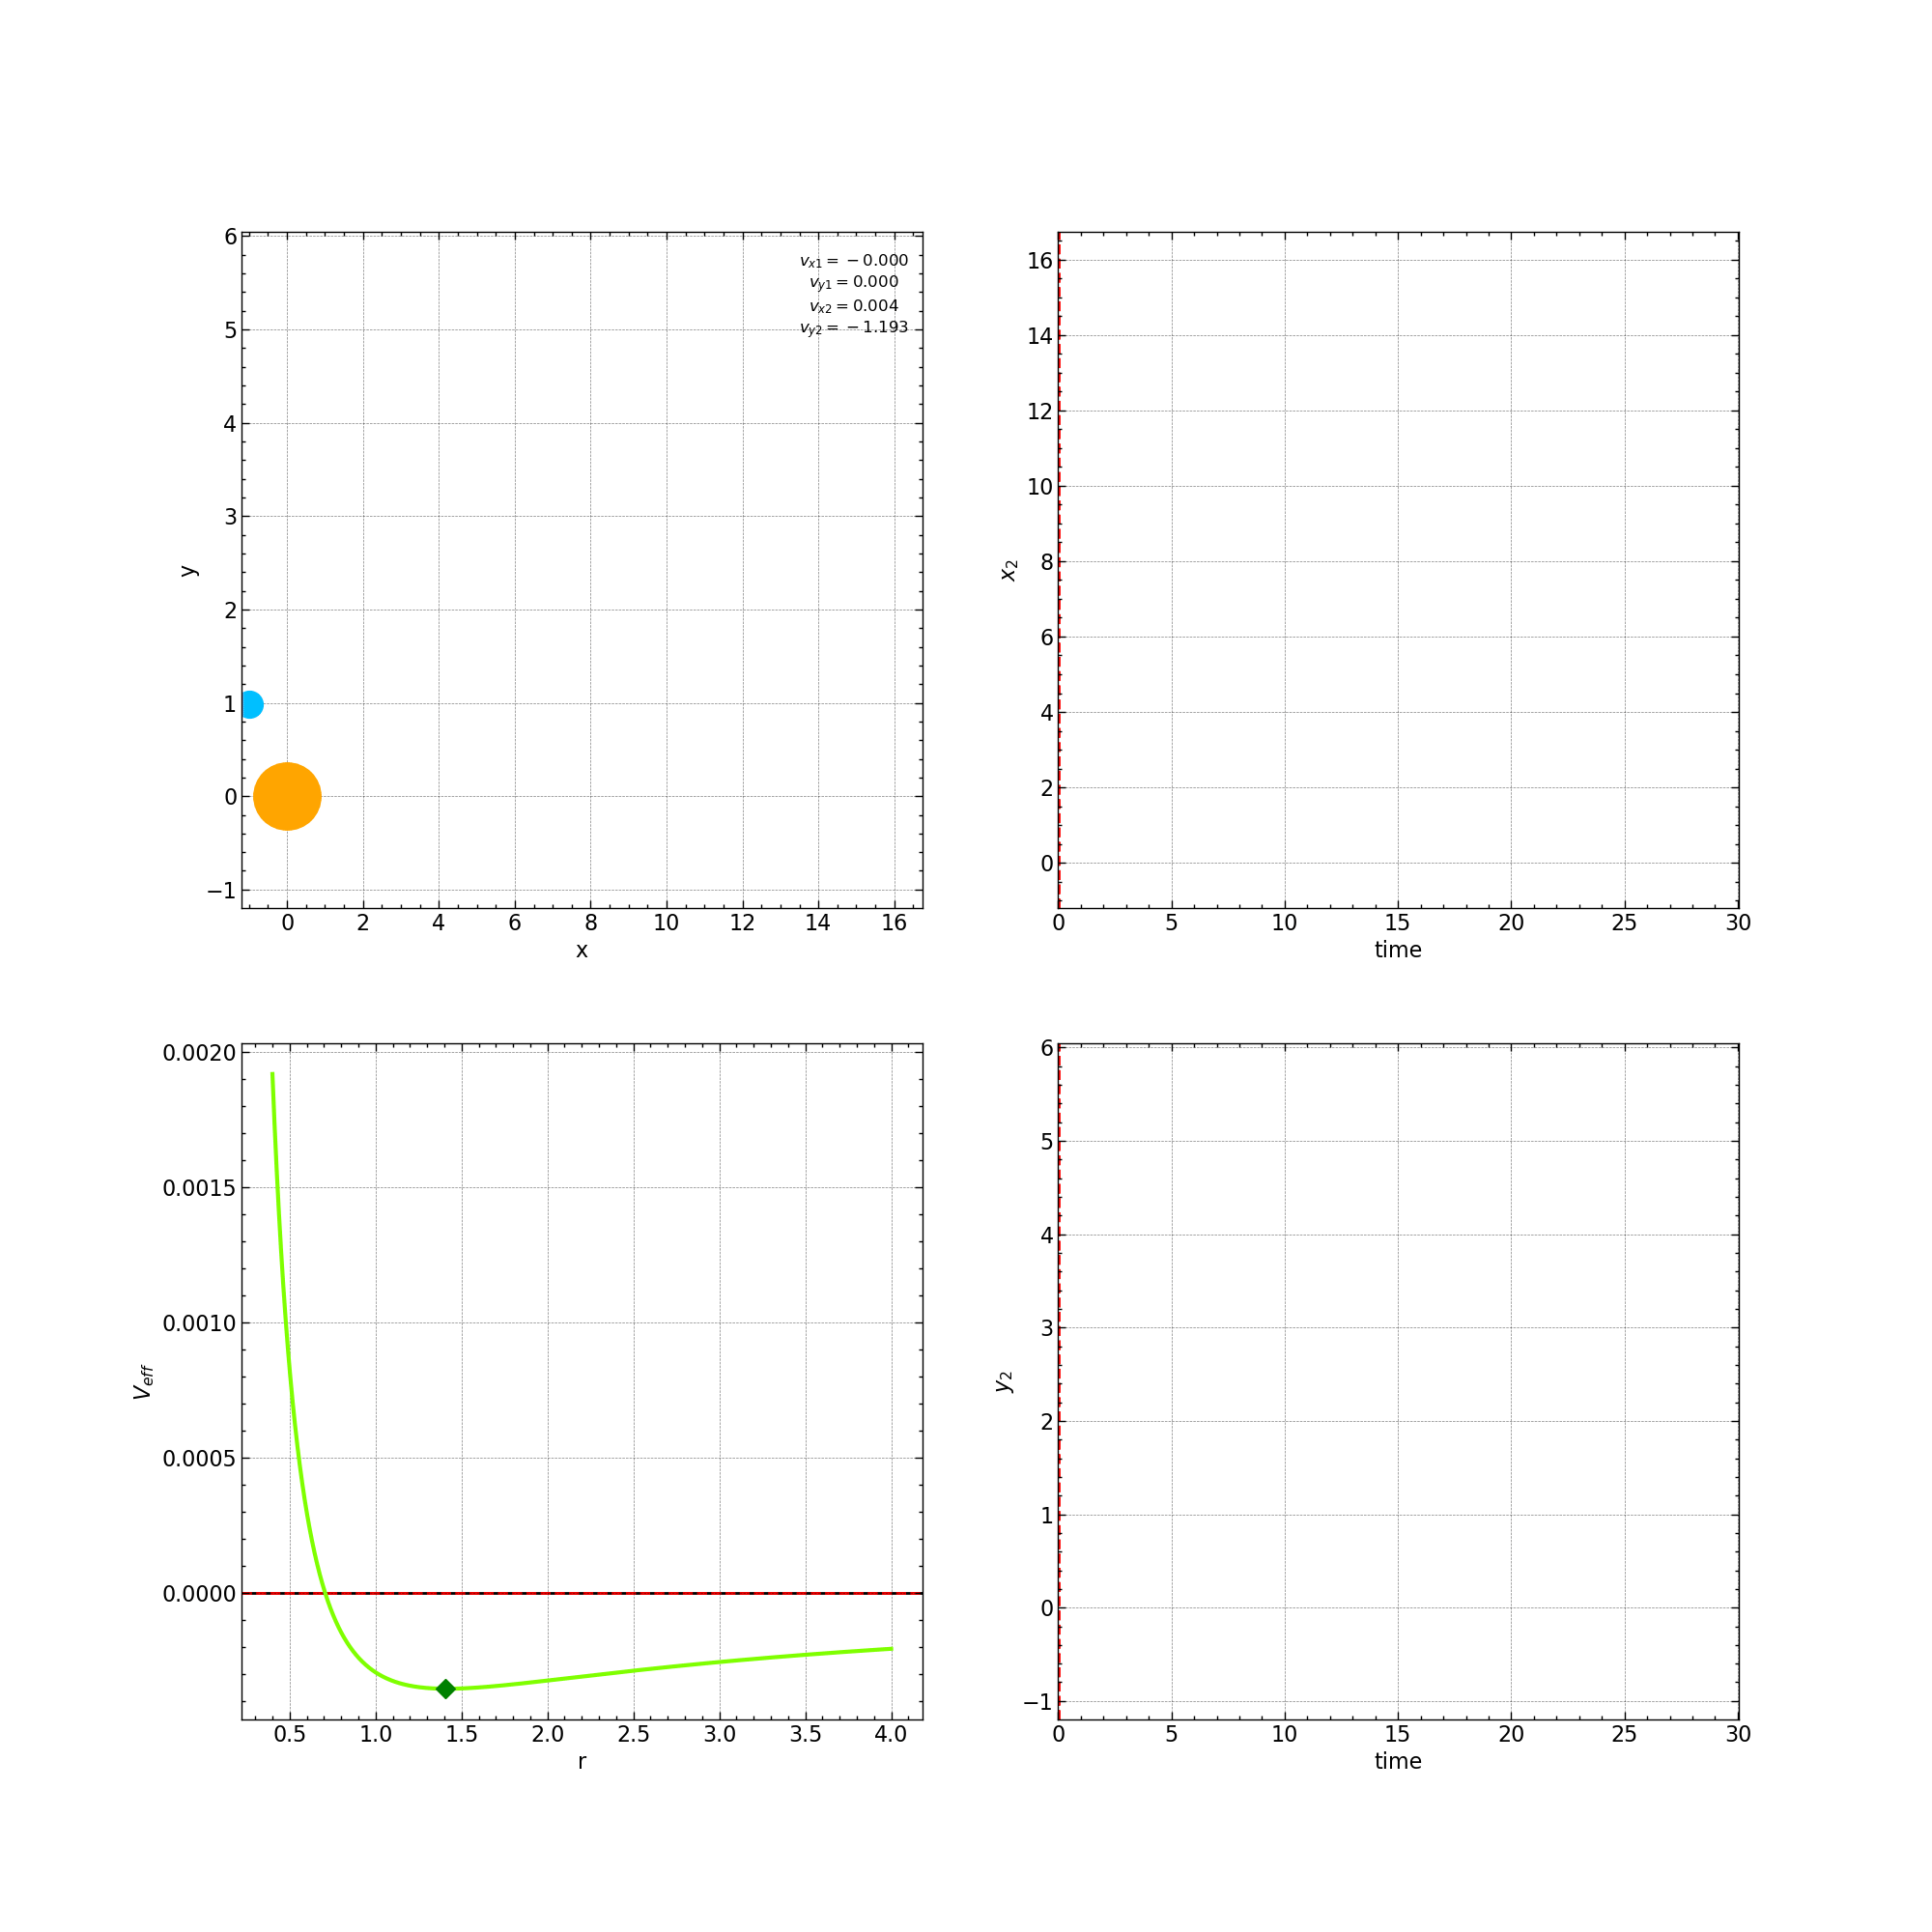 6
5
4
3
2
1
0
−1
y
v_{x1} = −0.000
v_{y1} = 0.000
v_{x2} = 0.004
v_{y2} = −1.193
0 2 4 6 8 10 12 14 16
x
16
14
12
10
8
6
4
2
0
x_2
0 5 10 15 20 25 30
time
0.0020
0.0015
0.0010
0.0005
0.0000
V_{eff}
0.5 1.0 1.5 2.0 2.5 3.0 3.5 4.0
r
6
5
4
3
2
1
0
−1
y_2
0 5 10 15 20 25 30
time